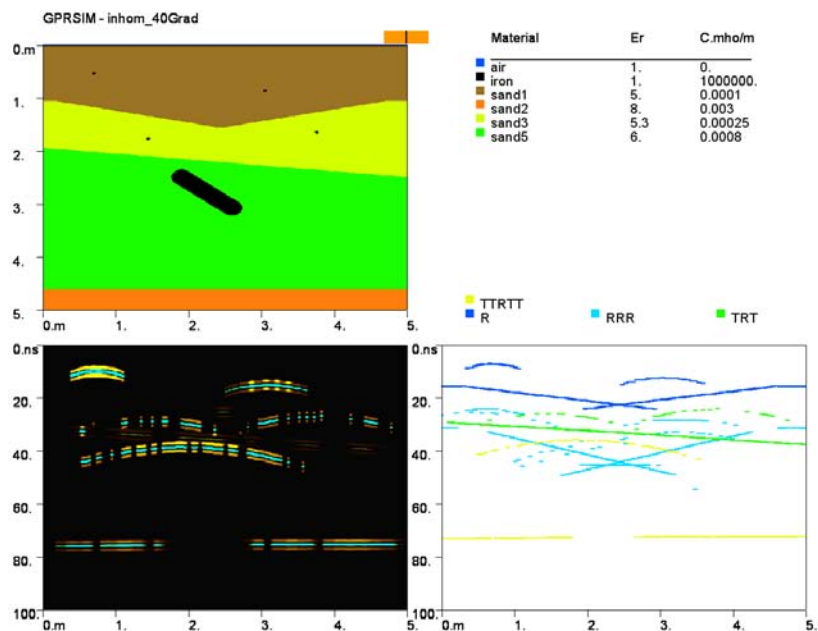 GPRSIM - inhom_40Grad
Material Er C.mho/m
air 1. 0.
iron 1. 1000000.
sand1 5. 0.0001
sand2 8. 0.003
sand3 5.3 0.00025
sand5 6. 0.0008
0.m
1.
2.
3.
4.
5.
0.m 1. 2. 3. 4. 5.
TTRTT
R RRR TRT
0.ns
20.
40.
60.
80.
100.
0.m 1. 2. 3. 4. 5.
0.ns
20.
40.
60.
80.
100.
0.m 1. 2. 3. 4. 5.